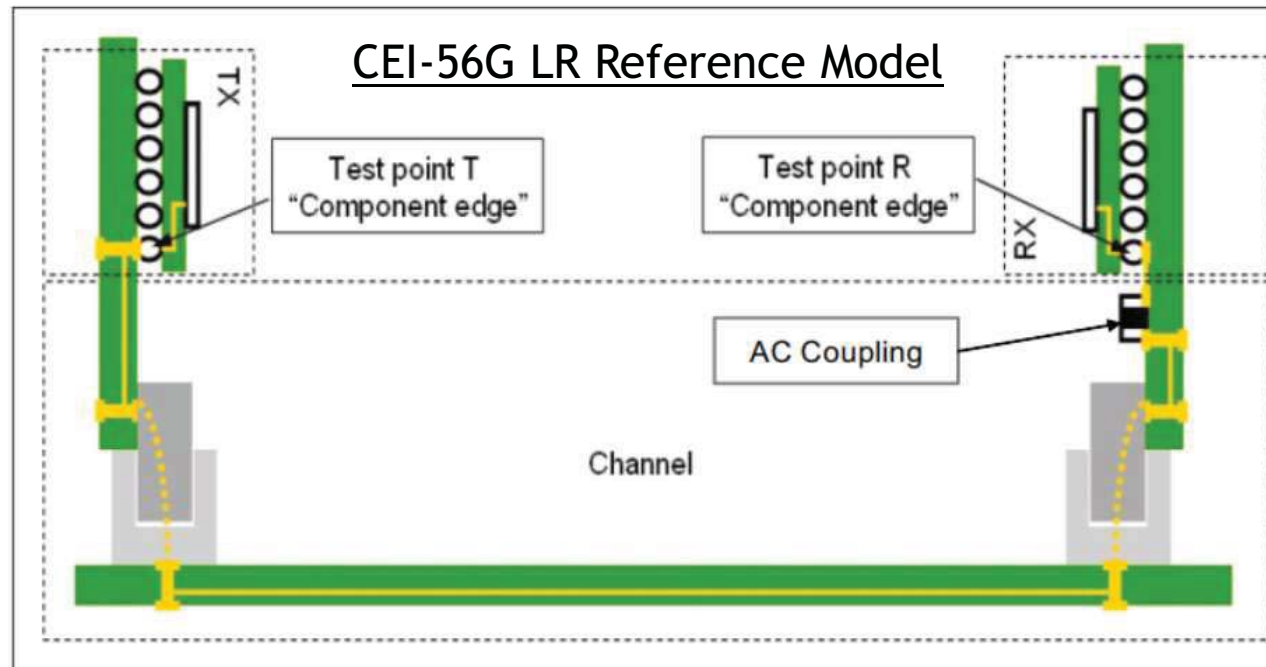 CEI-56G LR Reference Model
TX
Test point T
“Component edge”
Test point R
“Component edge”
RX
AC Coupling
Channel